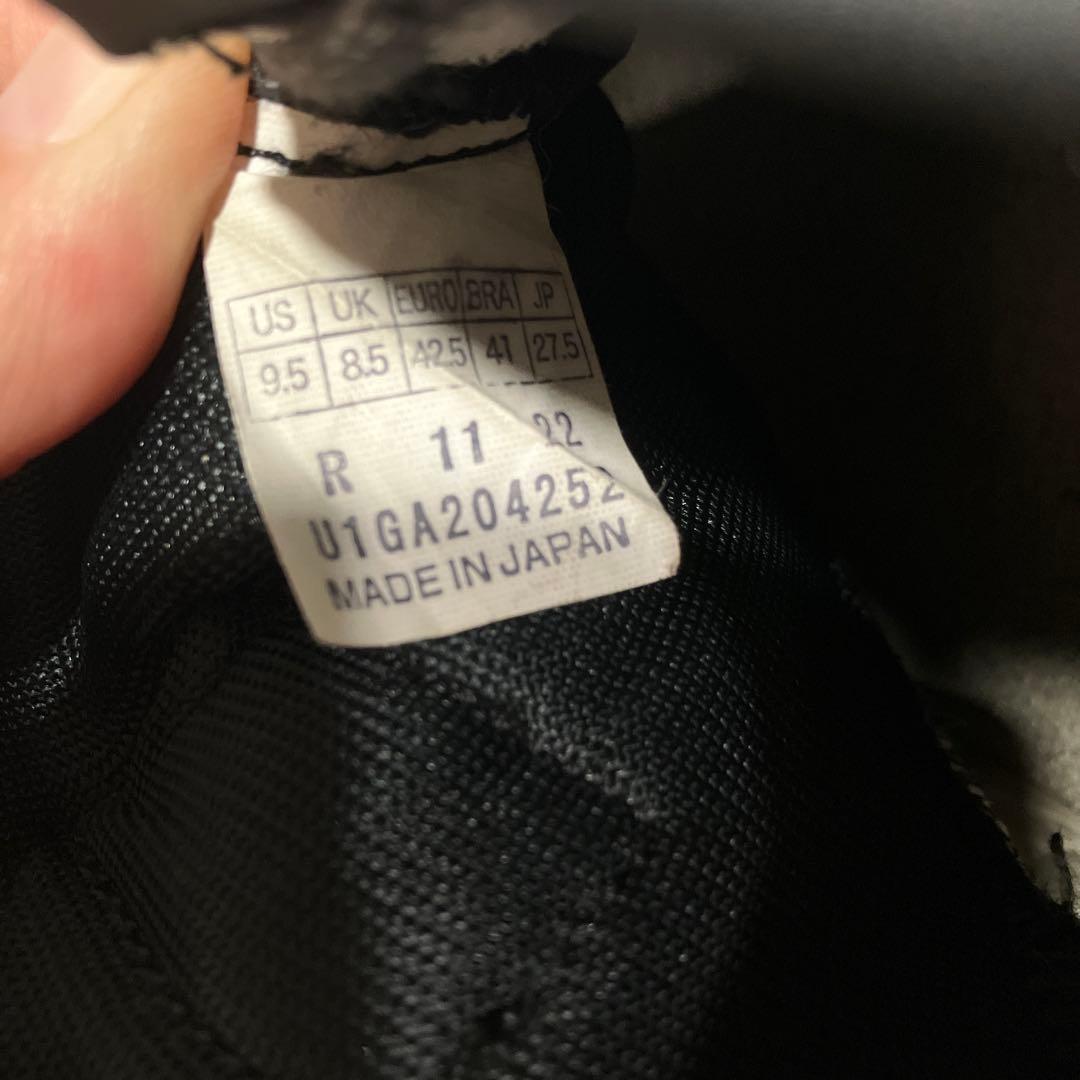 US UK EURO BRA JP
9.5 8.5 42.5 41 27.5
R 11 22
U1GA204252
MADE IN JAPAN